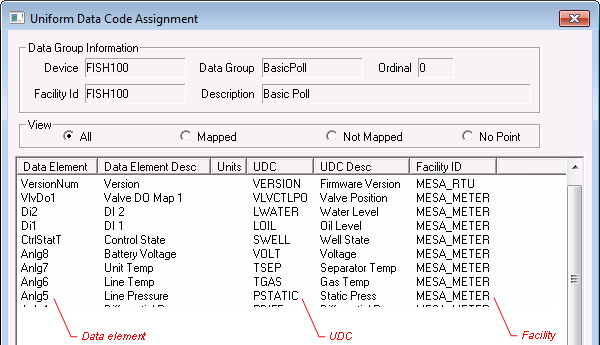 Uniform Data Code Assignment
Data Group Information
Device FISH100 Data Group BasicPoll Ordinal 0
Facility Id FISH100 Description Basic Poll
View
All Mapped Not Mapped No Point
Data Element Data Element Desc Units UDC UDC Desc Facility ID
VersionNum Version VERSION Firmware Version MESA_RTU
VlvDo1 Valve DO Map 1 VLVCTLPO Valve Position MESA_METER
Di2 DI 2 LWATER Water Level MESA_METER
Di1 DI 1 LOIL Oil Level MESA_METER
CtrlStatT Control State SWELL Well State MESA_METER
Anlg8 Battery Voltage VOLT Voltage MESA_METER
Anlg7 Unit Temp TSEP Separator Temp MESA_METER
Anlg6 Line Temp TGAS Gas Temp MESA_METER
Anlg5 Line Pressure PSTATIC Static Press MESA_METER
Data element UDC Facility